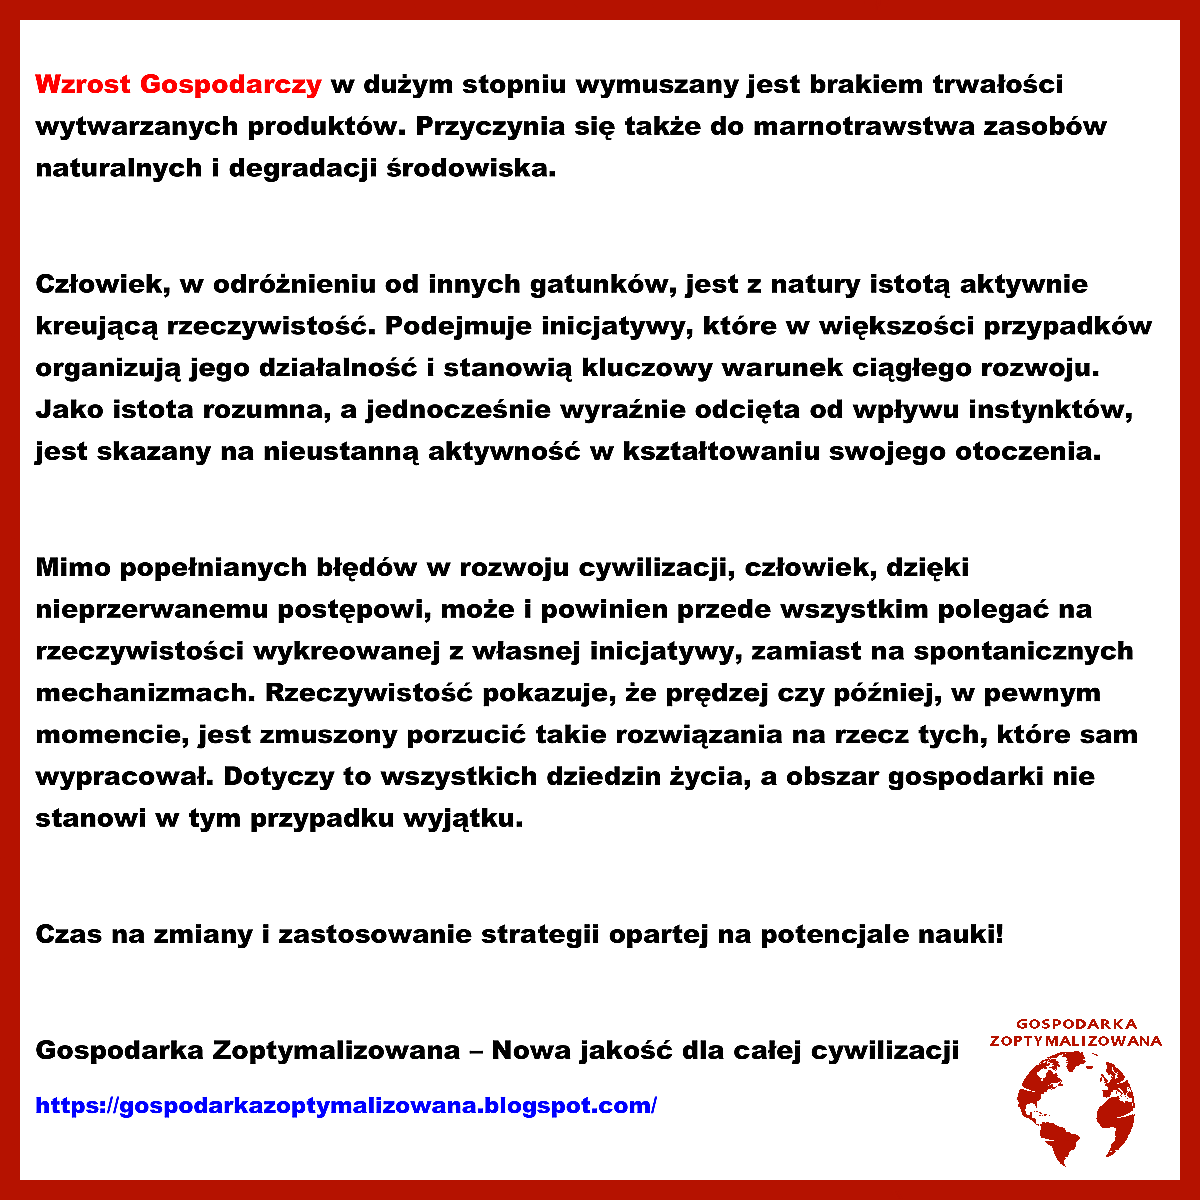 Wzrost Gospodarczy w dużym stopniu wymuszany jest brakiem trwałości
wytwarzanych produktów. Przyczynia się także do marnotrawstwa zasobów
naturalnych i degradacji środowiska.
Człowiek, w odróżnieniu od innych gatunków, jest z natury istotą aktywnie
kreującą rzeczywistość. Podejmuje inicjatywy, które w większości przypadków
organizują jego działalność i stanowią kluczowy warunek ciągłego rozwoju.
Jako istota rozumna, a jednocześnie wyraźnie odcięta od wpływu instynktów,
jest skazany na nieustanną aktywność w kształtowaniu swojego otoczenia.
Mimo popełnianych błędów w rozwoju cywilizacji, człowiek, dzięki
nieprzerwanemu postępowi, może i powinien przede wszystkim polegać na
rzeczywistości wykreowanej z własnej inicjatywy, zamiast na spontanicznych
mechanizmach. Rzeczywistość pokazuje, że prędzej czy później, w pewnym
momencie, jest zmuszony porzucić takie rozwiązania na rzecz tych, które sam
wypracował. Dotyczy to wszystkich dziedzin życia, a obszar gospodarki nie
stanowi w tym przypadku wyjątku.
Czas na zmiany i zastosowanie strategii opartej na potencjale nauki!
Gospodarka Zoptymalizowana – Nowa jakość dla całej cywilizacji
https://gospodarkazoptymalizowana.blogspot.com/
GOSPODARKA
ZOPTYMALIZOWANA